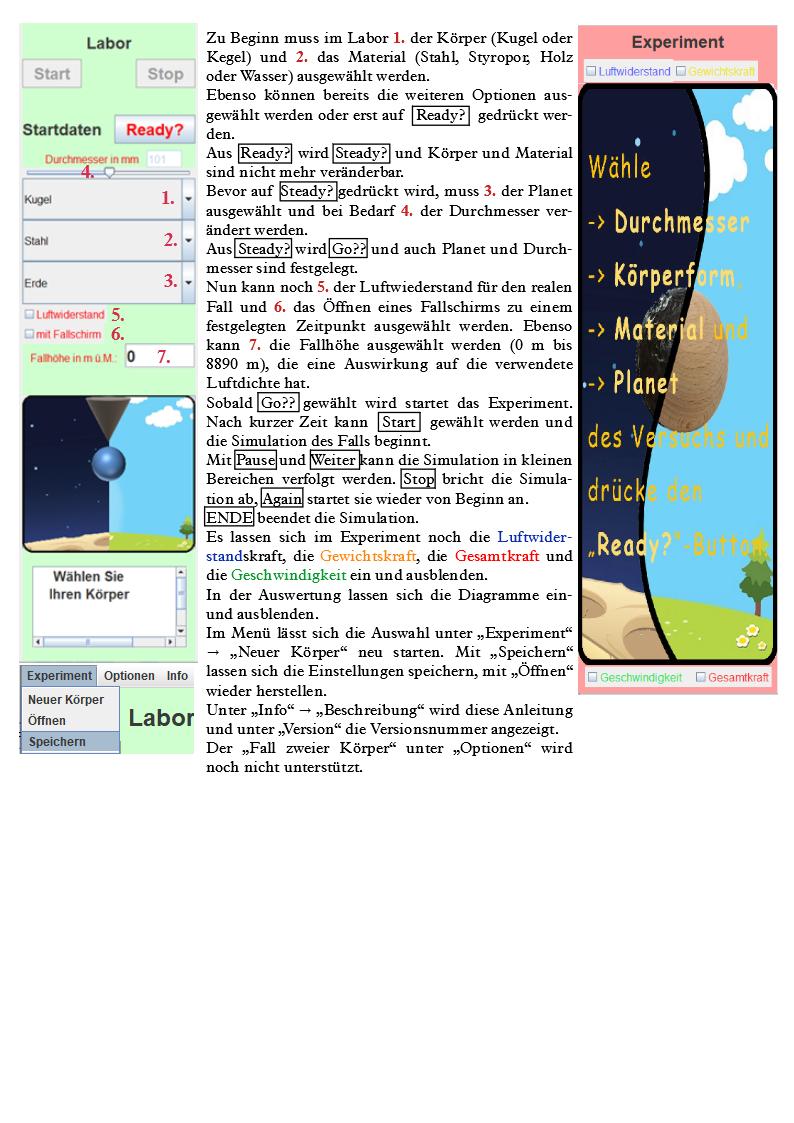 Labor
Start Stop
Startdaten Ready?
Durchmesser in mm 101
4.
Kugel 1.
Stahl 2.
Erde 3.
Luftwiderstand 5.
mit Fallschirm 6.
Fallhöhe in m ü.M.: 0 7.
Wählen Sie
Ihren Körper
Experiment Optionen Info
Neuer Körper
Öffnen
Speichern
Labor
Zu Beginn muss im Labor 1. der Körper (Kugel oder
Kegel) und 2. das Material (Stahl, Styropor, Holz
oder Wasser) ausgewählt werden.
Ebenso können bereits die weiteren Optionen aus-
gewählt werden oder erst auf Ready? gedrückt wer-
den.
Aus Ready? wird Steady? und Körper und Material
sind nicht mehr veränderbar.
Bevor auf Steady? gedrückt wird, muss 3. der Planet
ausgewählt und bei Bedarf 4. der Durchmesser ver-
ändert werden.
Aus Steady? wird Go?? und auch Planet und Durch-
messer sind festgelegt.
Nun kann noch 5. der Luftwiederstand für den realen
Fall und 6. das Öffnen eines Fallschirms zu einem
festgelegten Zeitpunkt ausgewählt werden. Ebenso
kann 7. die Fallhöhe ausgewählt werden (0 m bis
8890 m), die eine Auswirkung auf die verwendete
Luftdichte hat.
Sobald Go?? gewählt wird startet das Experiment.
Nach kurzer Zeit kann Start gewählt werden und
die Simulation des Falls beginnt.
Mit Pause und Weiter kann die Simulation in kleinen
Bereichen verfolgt werden. Stop bricht die Simula-
tion ab, Again startet sie wieder von Beginn an.
ENDE beendet die Simulation.
Es lassen sich im Experiment noch die Luftwider-
standskraft, die Gewichtskraft, die Gesamtkraft und
die Geschwindigkeit ein und ausblenden.
In der Auswertung lassen sich die Diagramme ein-
und ausblenden.
Im Menü lässt sich die Auswahl unter „Experiment“
→ „Neuer Körper“ neu starten. Mit „Speichern“
lassen sich die Einstellungen speichern, mit „Öffnen“
wieder herstellen.
Unter „Info“ → „Beschreibung“ wird diese Anleitung
und unter „Version“ die Versionsnummer angezeigt.
Der „Fall zweier Körper“ unter „Optionen“ wird
noch nicht unterstützt.
Experiment
Luftwiderstand Gewichtskraft
Wähle
-> Durchmesser
-> Körperform
-> Material und
-> Planet
des Versuchs und
drücke den
„Ready?"-Button.
Geschwindigkeit Gesamtkraft